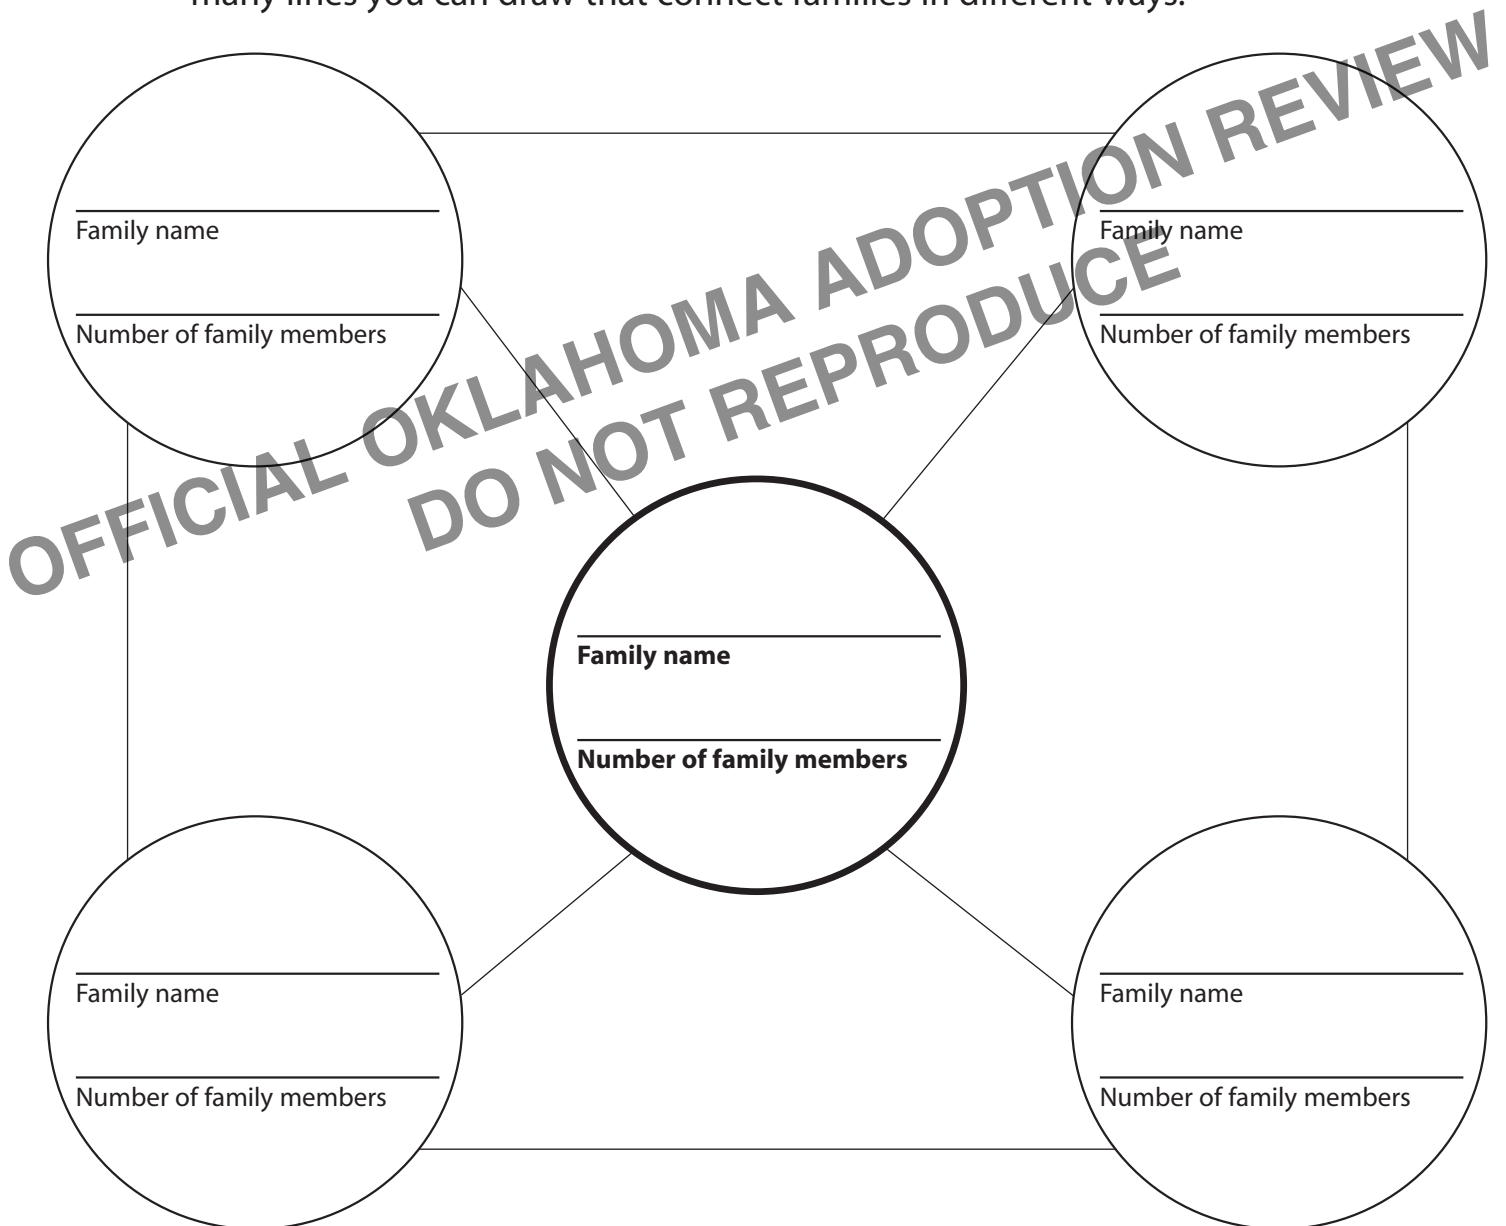 many lines you can draw that connect families in different ways.
Family name
Number of family members
Family name
Number of family members
OFFICIAL OKLAHOMA ADOPTION REVIEW
DO NOT REPRODUCE
Family name
Number of family members
Family name
Number of family members
Family name
Number of family members